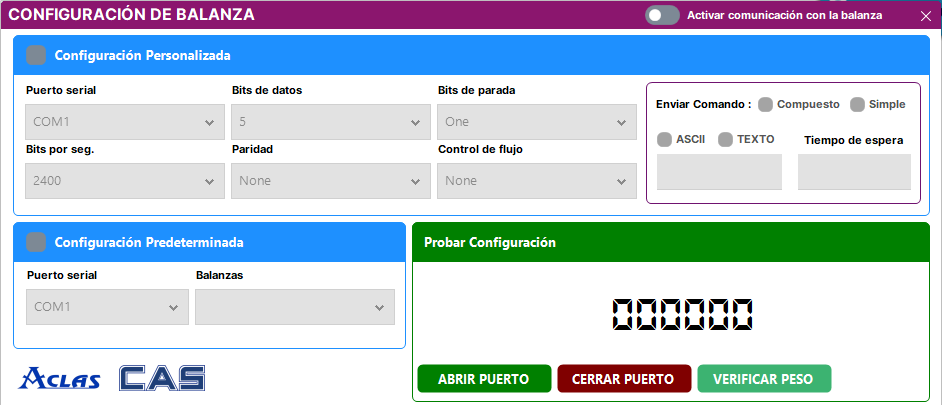 CONFIGURACIÓN DE BALANZA
Activar comunicación con la balanza
Configuración Personalizada
Puerto serial
Bits de datos
Bits de parada
COM1
5
One
Bits por seg.
Paridad
Control de flujo
2400
None
None
Enviar Comando :
Compuesto
Simple
ASCII
TEXTO
Tiempo de espera
Configuración Predeterminada
Puerto serial
Balanzas
COM1
ACLAS
CAS
Probar Configuración
000000
ABRIR PUERTO
CERRAR PUERTO
VERIFICAR PESO